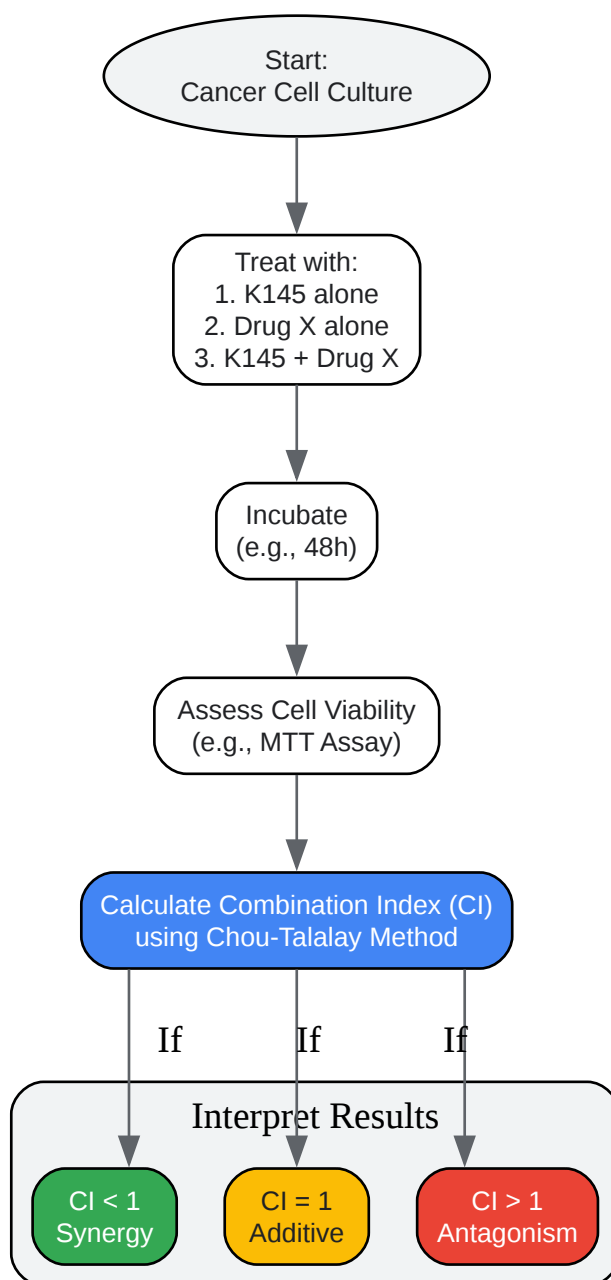 Start:
Cancer Cell Culture
Treat with:
1. K145 alone
2. Drug X alone
3. K145 + Drug X
Incubate
(e.g., 48h)
Assess Cell Viability
(e.g., MTT Assay)
Calculate Combination Index (CI)
using Chou-Talalay Method
If
If
If
Interpret Results
CI < 1
Synergy
CI = 1
Additive
CI > 1
Antagonism